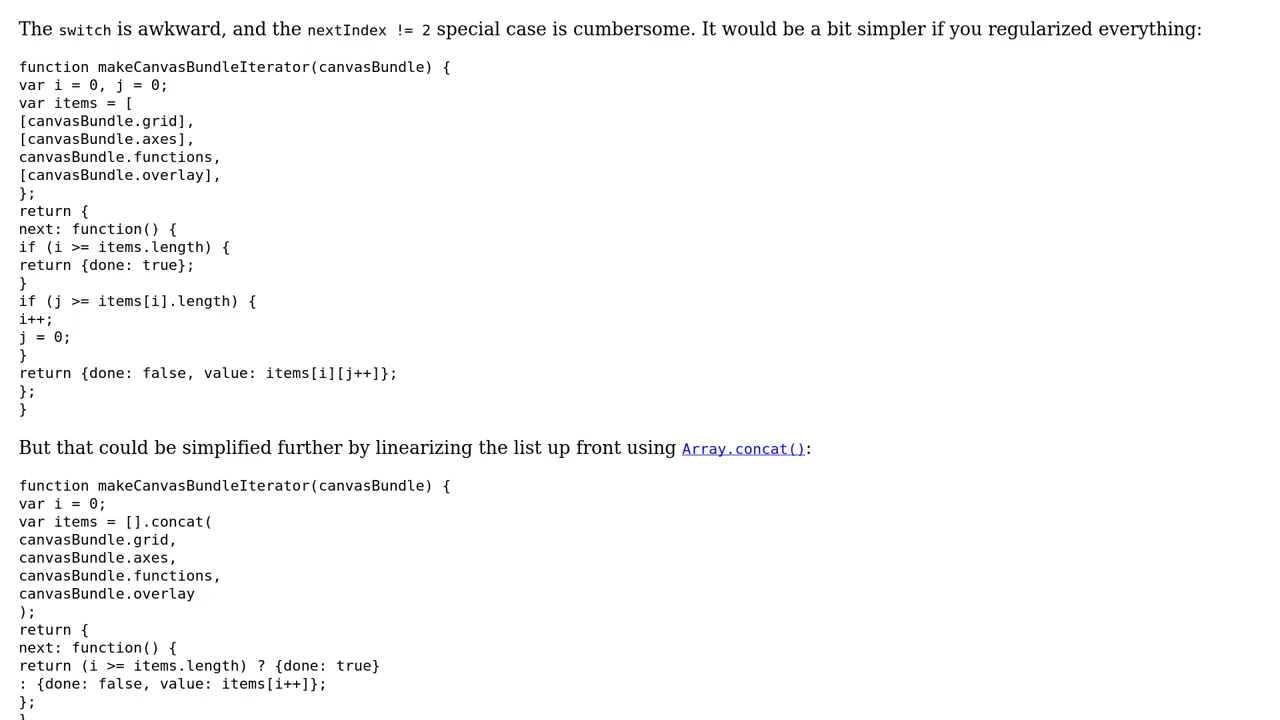 The switch is awkward, and the nextIndex != 2 special case is cumbersome. It would be a bit simpler if you regularized everything:
function makeCanvasBundleIterator(canvasBundle) {
var i = 0, j = 0;
var items = [
[canvasBundle.grid],
[canvasBundle.axes],
canvasBundle.functions,
[canvasBundle.overlay],
};
return {
next: function() {
if (i >= items.length) {
return {done: true};
}
if (j >= items[i].length) {
i++;
j = 0;
}
return {done: false, value: items[i][j++]};
};
}
But that could be simplified further by linearizing the list up front using Array.concat():
function makeCanvasBundleIterator(canvasBundle) {
var i = 0;
var items = [].concat(
canvasBundle.grid,
canvasBundle.axes,
canvasBundle.functions,
canvasBundle.overlay
);
return {
next: function() {
return (i >= items.length) ? {done: true}
: {done: false, value: items[i++]};
};
}